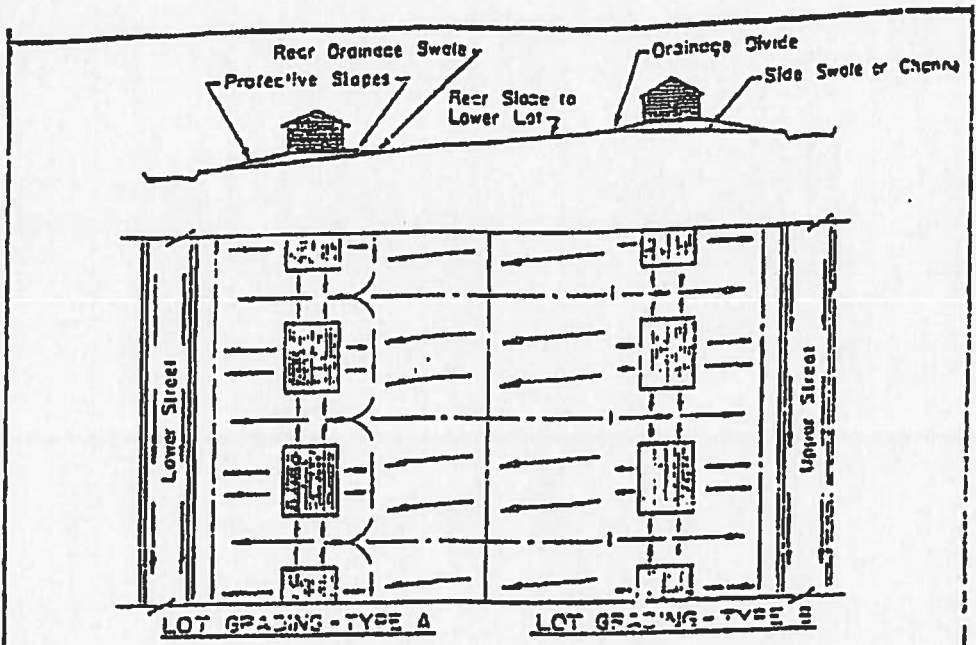 Rear Drainage Swale
Protective Slopes
Rear Slope to
Lower Lot
Drainage Divide
Side Swale or Channe
Lower Street
Upper Street
LOT GRADING - TYPE A
LOT GRADING - TYPE B